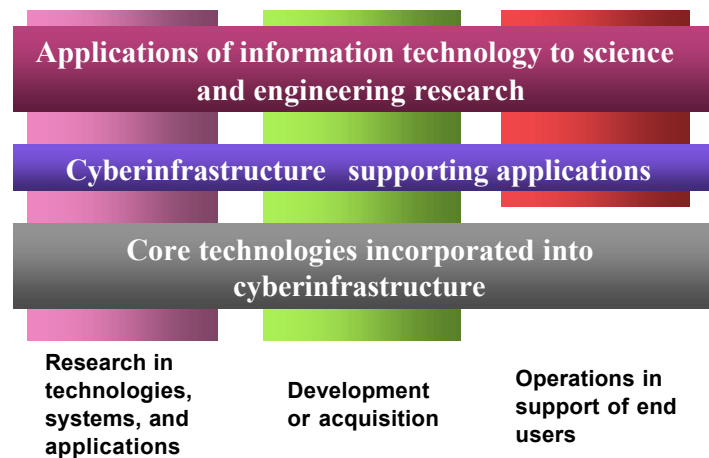 Applications of information technology to science
and engineering research
Cyberinfrastructure supporting applications
Core technologies incorporated into
cyberinfrastructure
Research in
technologies,
systems, and
applications
Development
or acquisition
Operations in
support of end
users